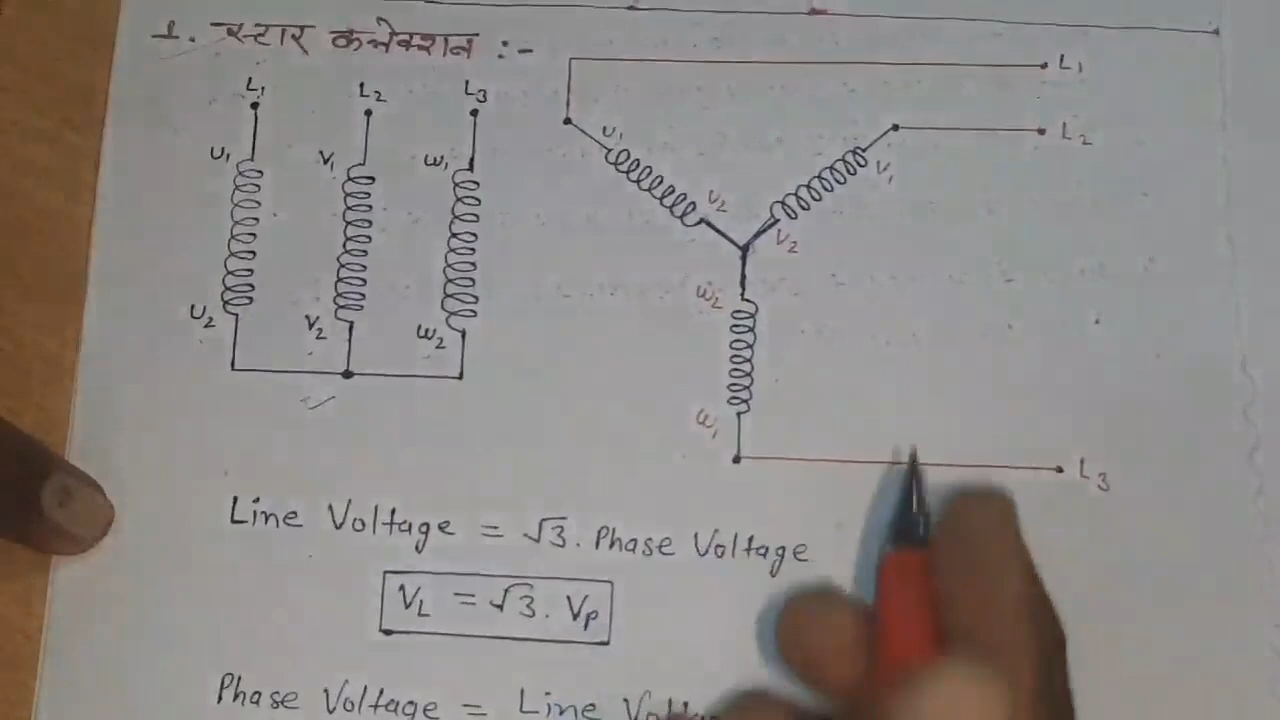 1. स्टार कनेक्शन :-
L1 L2 L3
U1 V1 W1
U2 V2 W2
L1
L2
U1 V1
U2 V2
W2
W1
L3
Line Voltage = √3. Phase Voltage
VL = √3. VP
Phase Voltage = Line